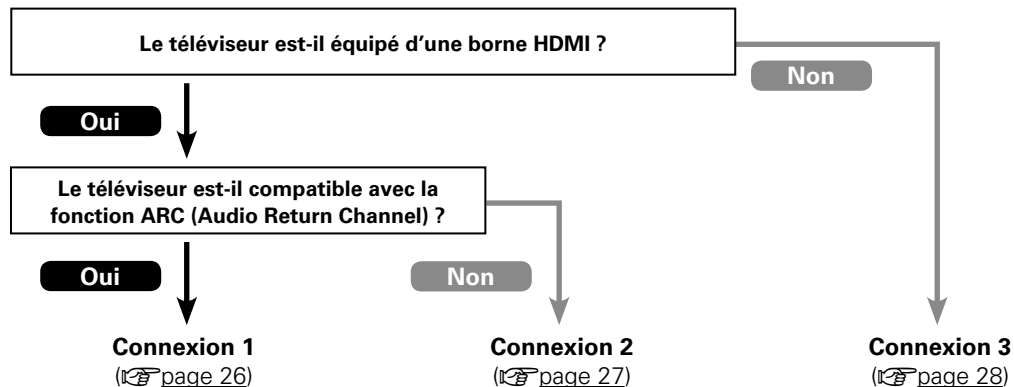 Le téléviseur est-il équipé d'une borne HDMI ?
Non
Oui
Le téléviseur est-il compatible avec la
fonction ARC (Audio Return Channel) ?
Oui
Non
Connexion 1
(☞page 26)
Connexion 2
(☞page 27)
Connexion 3
(☞page 28)